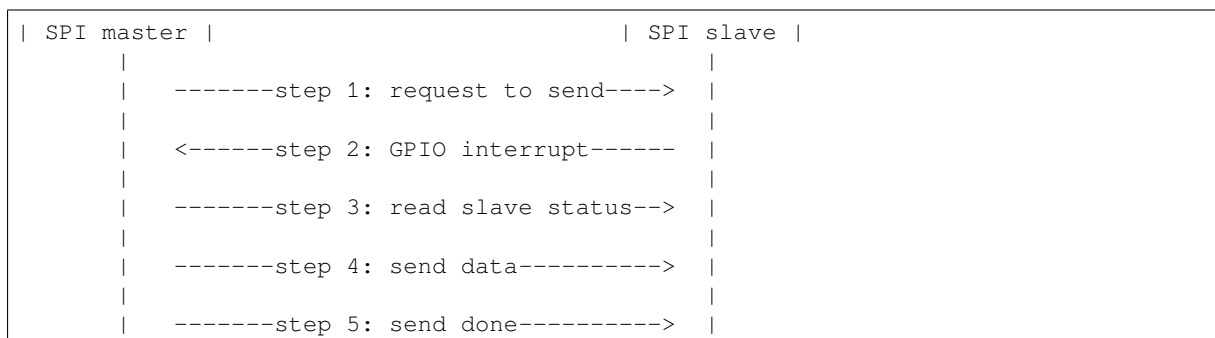 | SPI master |                                 | SPI slave |
       |                                               |
       |   -------step 1: request to send---->  |
       |                                               |
       |   <------step 2: GPIO interrupt------  |
       |                                               |
       |   -------step 3: read slave status-->  |
       |                                               |
       |   -------step 4: send data---------->  |
       |                                               |
       |   -------step 5: send done---------->  |